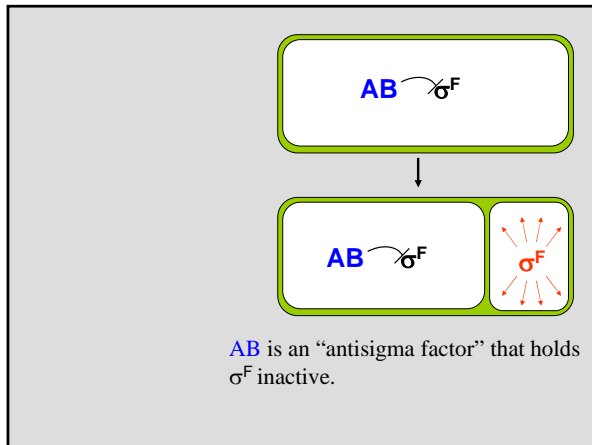 AB σF
AB σF
σF
AB is an “antisigma factor” that holds
σF inactive.